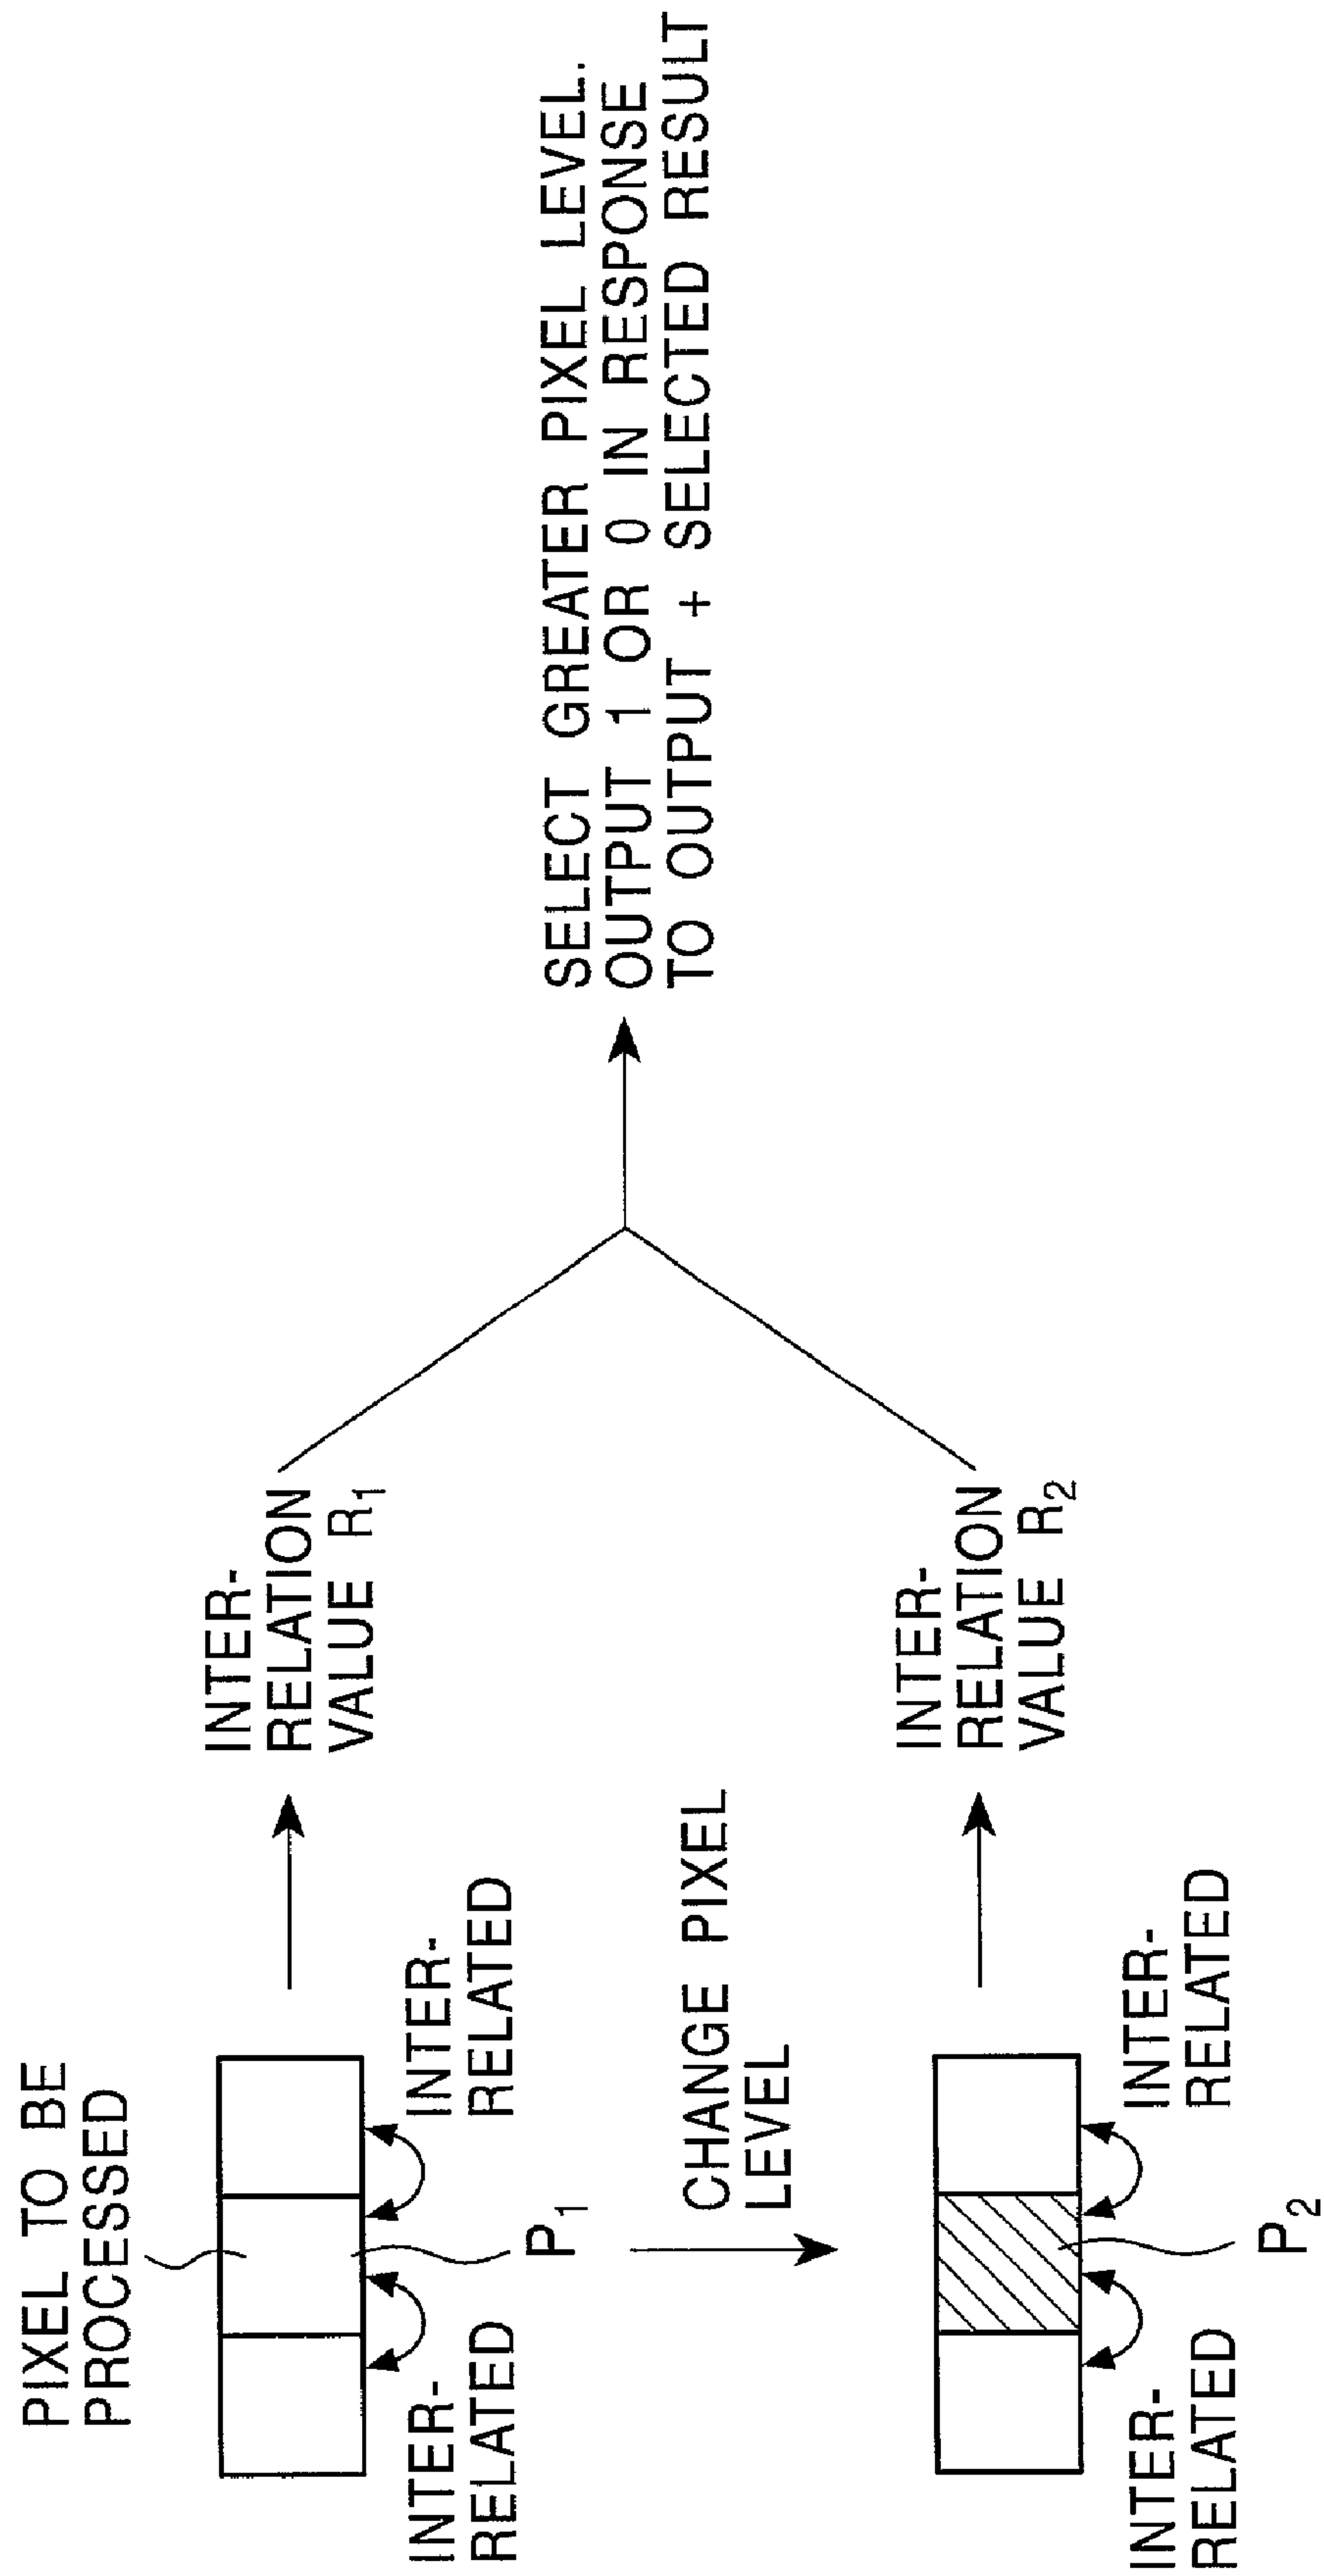 PIXEL TO BE
PROCESSED
INTER-
RELATED
P1
INTER-
RELATED
INTER-
RELATION
VALUE R1
CHANGE PIXEL
LEVEL
INTER-
RELATED
P2
INTER-
RELATED
INTER-
RELATION
VALUE R2
SELECT GREATER PIXEL LEVEL.
OUTPUT 1 OR 0 IN RESPONSE
TO OUTPUT + SELECTED RESULT